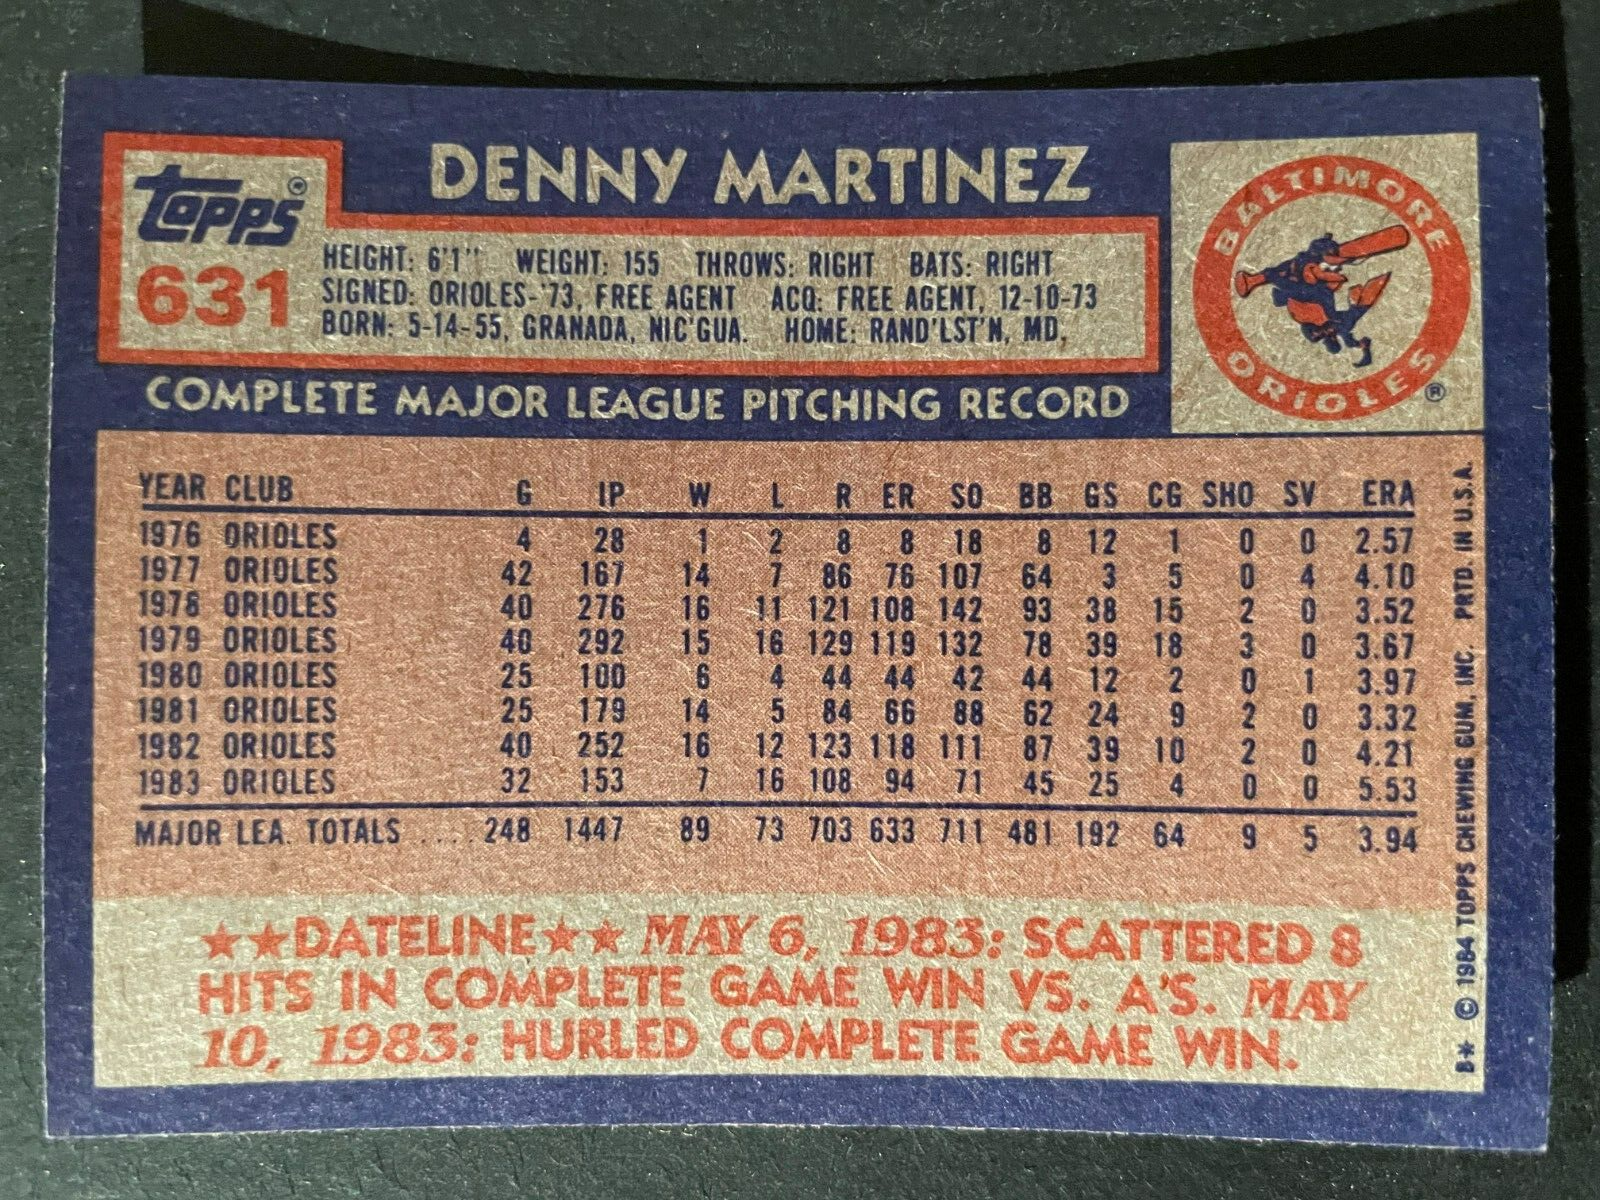 DENNY MARTINEZ
Topps®
631
HEIGHT: 6'1" WEIGHT: 155 THROWS: RIGHT BATS: RIGHT
SIGNED: ORIOLES-'73, FREE AGENT ACQ: FREE AGENT, 12-10-73
BORN: 5-14-55, GRANADA, NIC'GUA. HOME: RAND'LST'N, MD.
BALTIMORE
ORIOLES ®
COMPLETE MAJOR LEAGUE PITCHING RECORD
YEAR CLUB G IP W L R ER SO BB GS CG SHO SV ERA
1976 ORIOLES 4 28 1 2 8 8 18 8 12 1 0 0 2.57
1977 ORIOLES 42 167 14 7 86 76 107 64 3 5 0 4 4.10
1978 ORIOLES 40 276 16 11 121 108 142 93 38 15 2 0 3.52
1979 ORIOLES 40 292 15 16 129 119 132 78 39 18 3 0 3.67
1980 ORIOLES 25 100 6 4 44 44 42 44 12 2 0 1 3.97
1981 ORIOLES 25 179 14 5 84 66 88 62 24 9 2 0 3.32
1982 ORIOLES 40 252 16 12 123 118 111 87 39 10 2 0 4.21
1983 ORIOLES 32 153 7 16 108 94 71 45 25 4 0 0 5.53
MAJOR LEA. TOTALS .... 248 1447 89 73 703 633 711 481 192 64 9 5 3.94
★★DATELINE★★ MAY 6, 1983: SCATTERED 8
HITS IN COMPLETE GAME WIN VS. A'S. MAY
10, 1983: HURLED COMPLETE GAME WIN.
B★ © 1984 TOPPS CHEWING GUM, INC. PRTD. IN U.S.A.